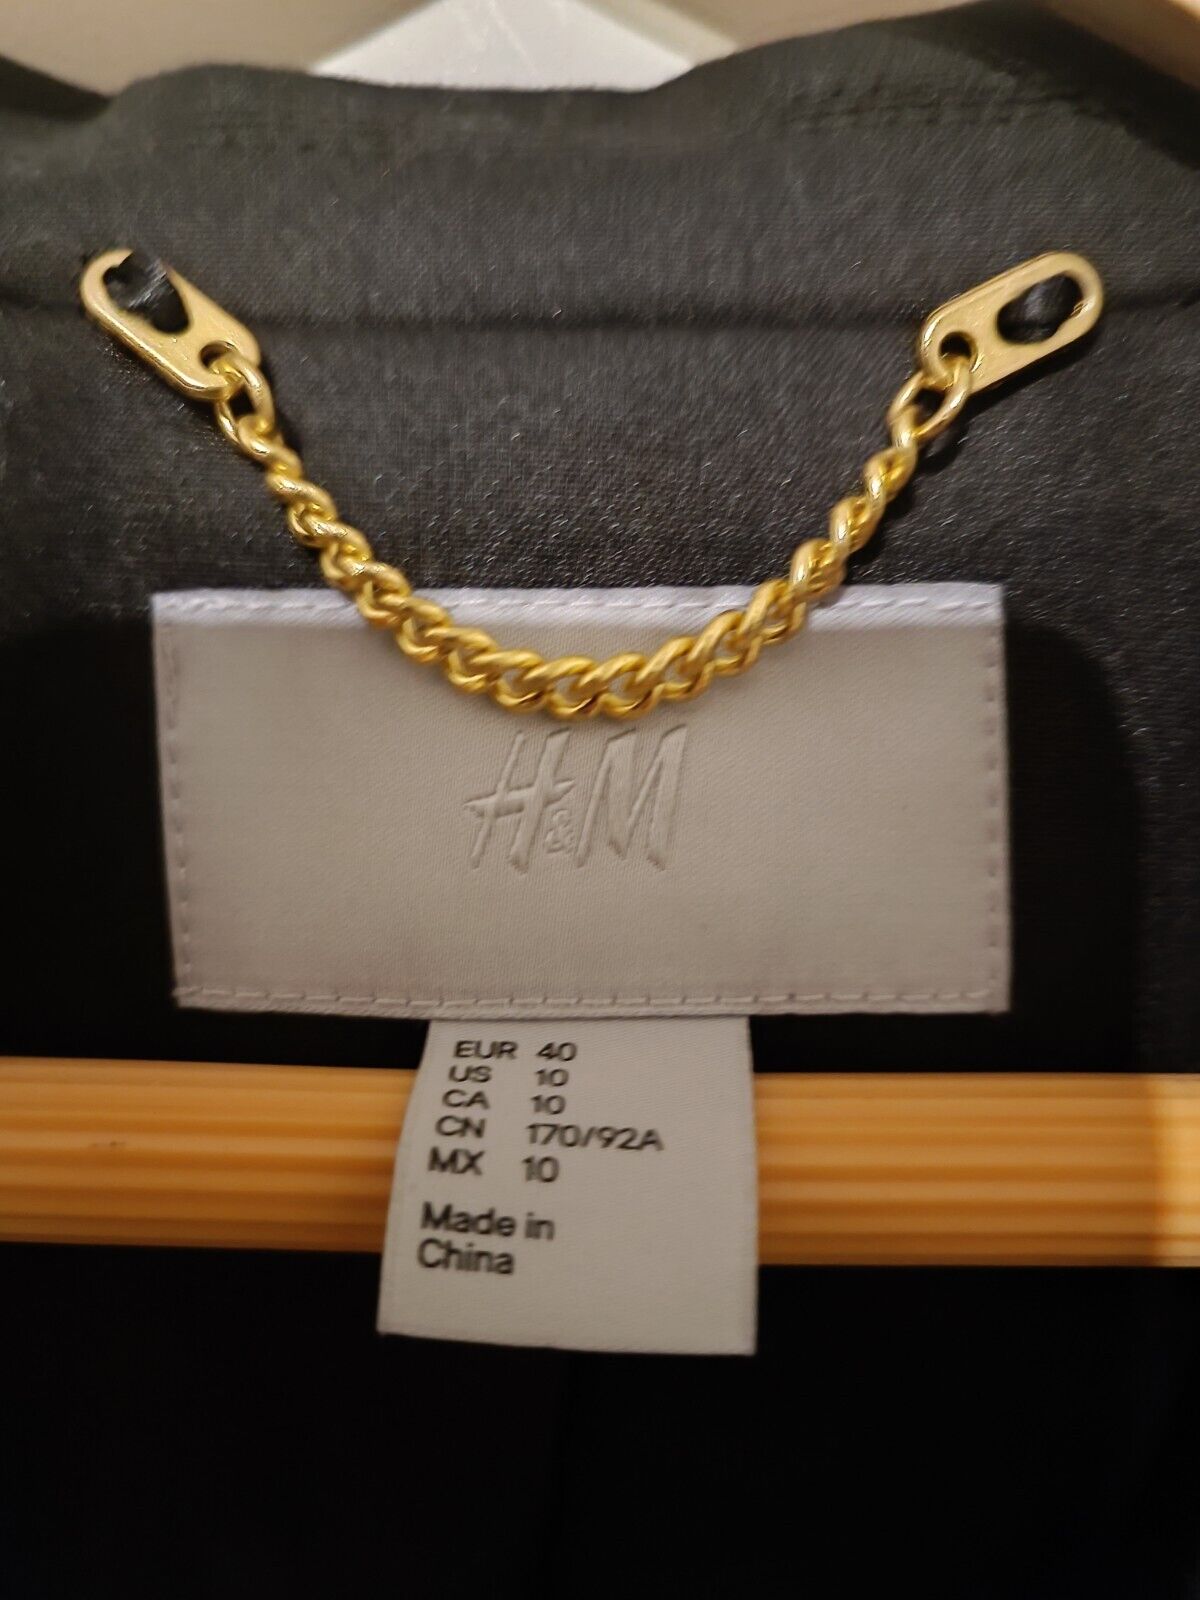 H&M
EUR 40
US 10
CA 10
CN 170/92A
MX 10
Made in
China